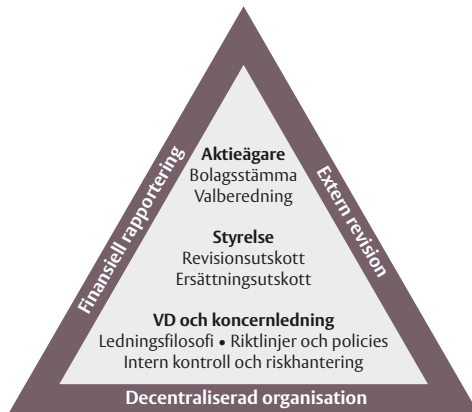 Finansiell rapportering
Extern revision
Aktieägare
Bolagsstämma
Valberedning
Styrelse
Revisionsutskott
Ersättningsutskott
VD och koncernledning
Ledningsfilosofi • Riktlinjer och policies
Intern kontroll och riskhantering
Decentraliserad organisation